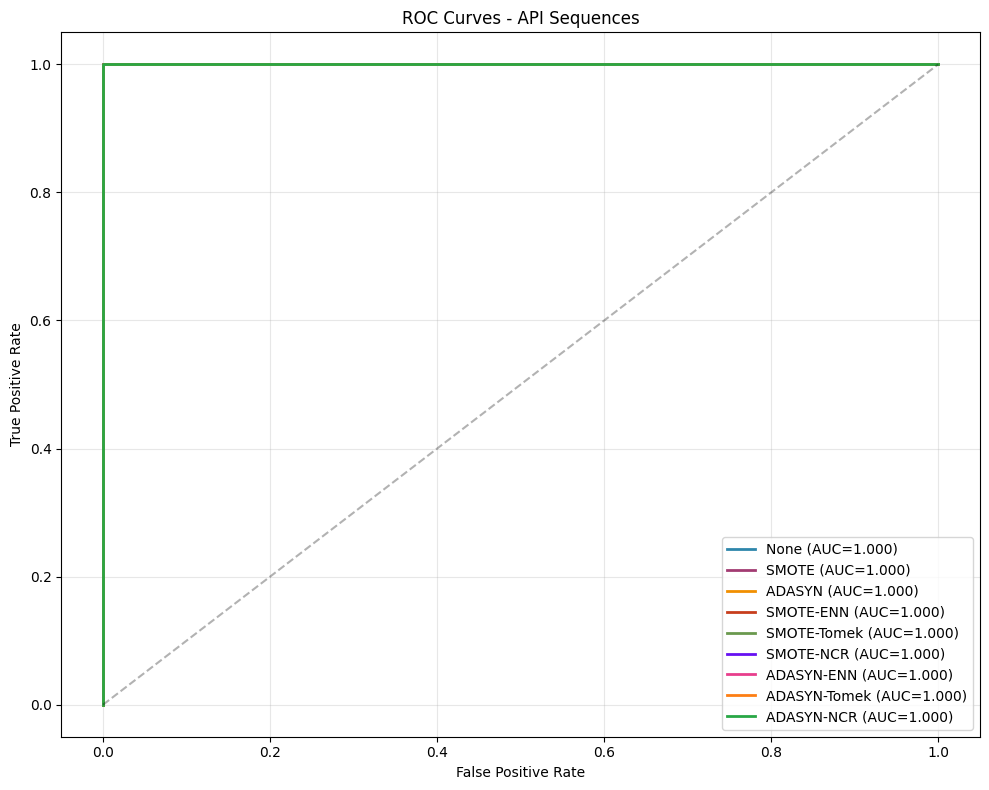 ROC Curves - API Sequences
True Positive Rate
1.0
0.8
0.6
0.4
0.2
0.0
None (AUC=1.000)
SMOTE (AUC=1.000)
ADASYN (AUC=1.000)
SMOTE-ENN (AUC=1.000)
SMOTE-Tomek (AUC=1.000)
SMOTE-NCR (AUC=1.000)
ADASYN-ENN (AUC=1.000)
ADASYN-Tomek (AUC=1.000)
ADASYN-NCR (AUC=1.000)
0.0 0.2 0.4 0.6 0.8 1.0
False Positive Rate